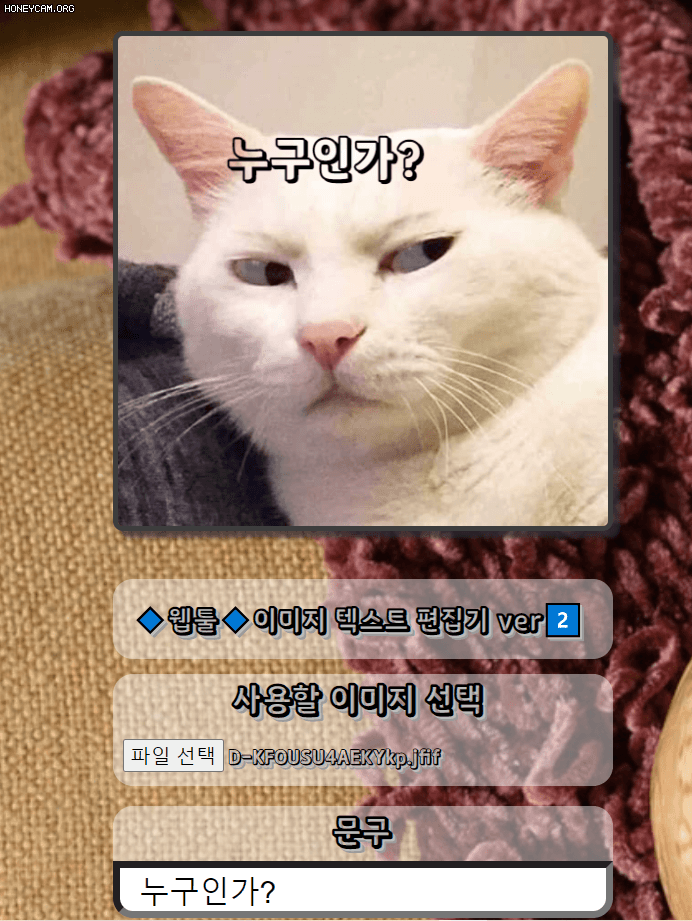 HONEYCAM.ORG
누구인가?
🔷웹툴🔷이미지 텍스트 편집기 ver 2️⃣
사용할 이미지 선택
파일 선택 D-KFOUSU4AEKYkp.jfif
문구
누구인가?